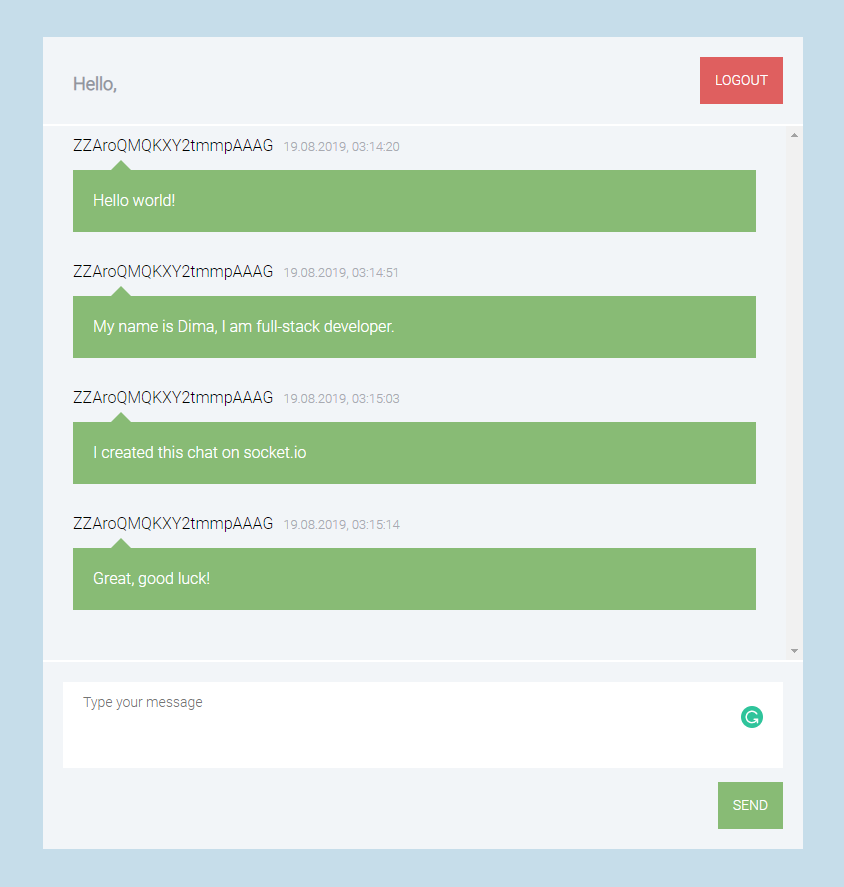 Hello,
LOGOUT
ZZAroQMQKXY2tmmpAAAG 19.08.2019, 03:14:20
Hello world!
ZZAroQMQKXY2tmmpAAAG 19.08.2019, 03:14:51
My name is Dima, I am full-stack developer.
ZZAroQMQKXY2tmmpAAAG 19.08.2019, 03:15:03
I created this chat on socket.io
ZZAroQMQKXY2tmmpAAAG 19.08.2019, 03:15:14
Great, good luck!
Type your message
SEND